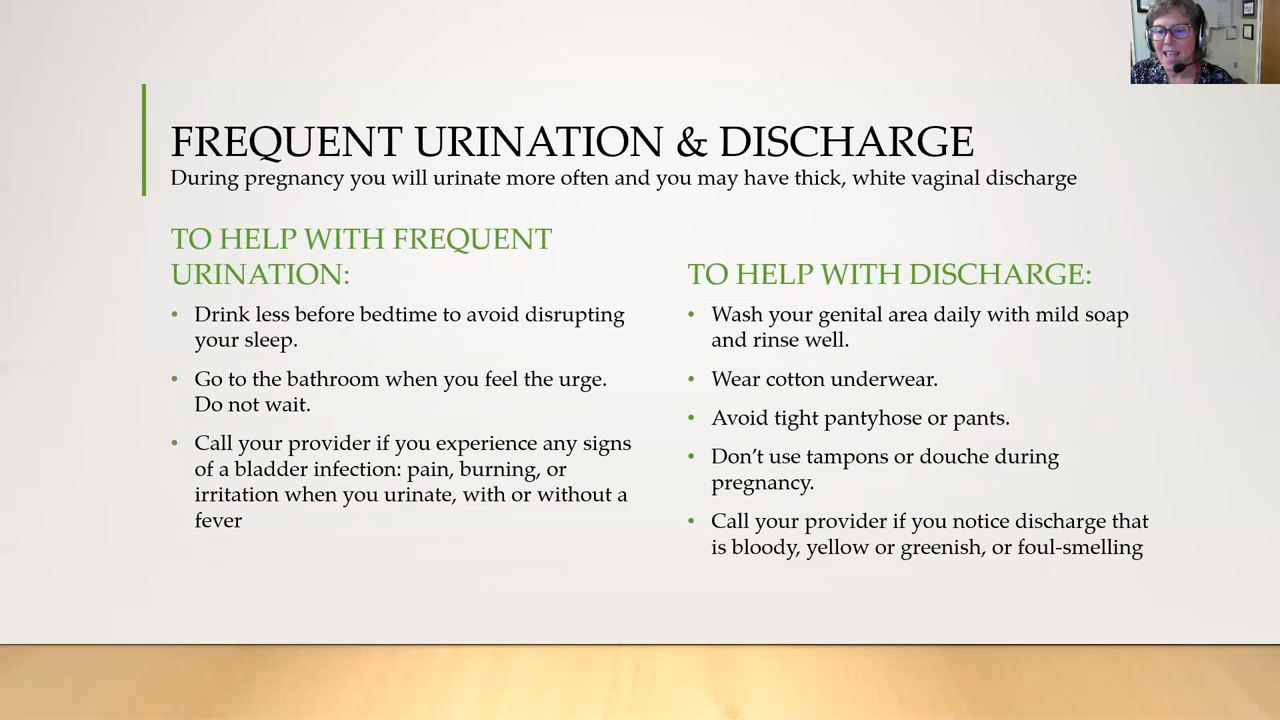 FREQUENT URINATION & DISCHARGE
During pregnancy you will urinate more often and you may have thick, white vaginal discharge
TO HELP WITH FREQUENT
URINATION:
• Drink less before bedtime to avoid disrupting
your sleep.
• Go to the bathroom when you feel the urge.
Do not wait.
• Call your provider if you experience any signs
of a bladder infection: pain, burning, or
irritation when you urinate, with or without a
fever
TO HELP WITH DISCHARGE:
• Wash your genital area daily with mild soap
and rinse well.
• Wear cotton underwear.
• Avoid tight pantyhose or pants.
• Don’t use tampons or douche during
pregnancy.
• Call your provider if you notice discharge that
is bloody, yellow or greenish, or foul-smelling